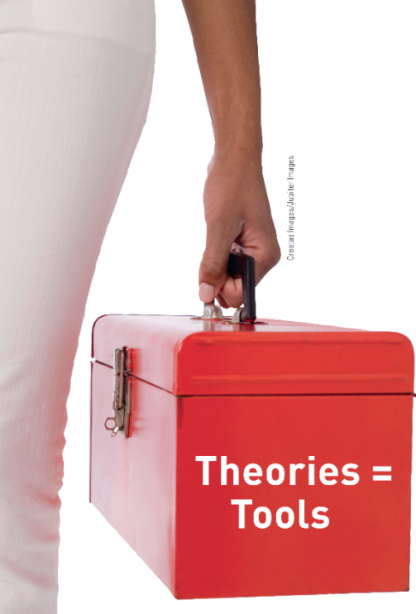 Theories =
Tools
Creatas Images/Jupiter Images